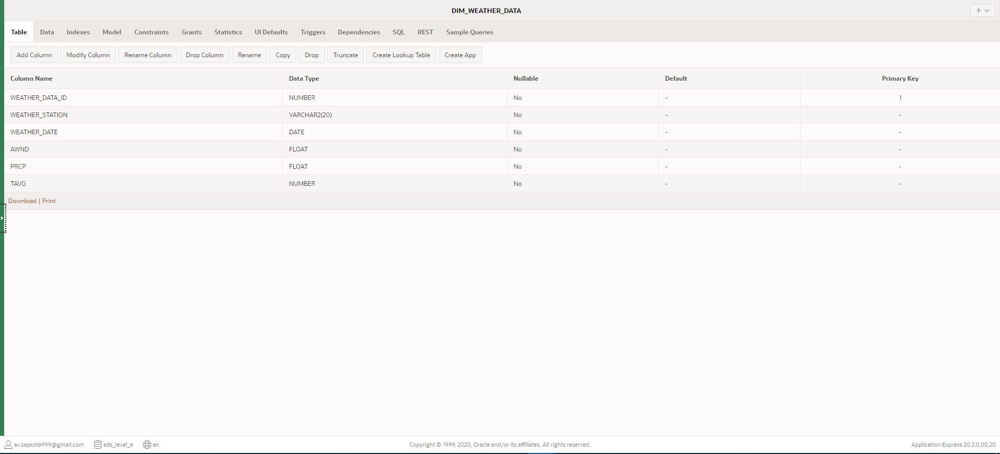 DIM_WEATHER_DATA
Table Data Indexes Model Constraints Grants Statistics UI Defaults Triggers Dependencies SQL REST Sample Queries
Add Column Modify Column Rename Column Drop Column Rename Copy Drop Truncate Create Lookup Table Create App
Column Name Data Type Nullable Default Primary Key
WEATHER_DATA_ID NUMBER No - 1
WEATHER_STATION VARCHAR2(20) No - -
WEATHER_DATE DATE No - -
AWND FLOAT No - -
PRCP FLOAT No - -
TAVG NUMBER No - -
Download | Print
av.sapkota999@gmail.com ads_level_6 en Copyright © 1999, 2020, Oracle and/or its affiliates. All rights reserved. Application Express 20.2.0.00.20